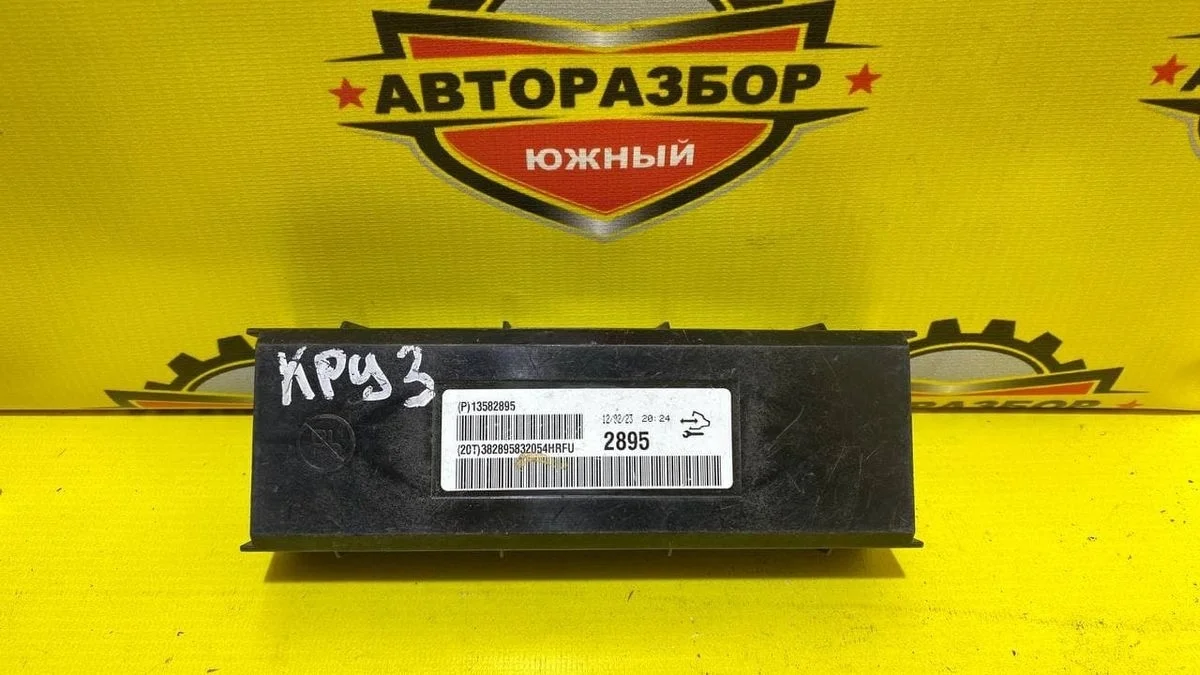 АВТОРАЗБОР
ЮЖНЫЙ
КРУЗ
(P)13582895
12/02/23 20:24
2895
(20T)382895832054HRFU